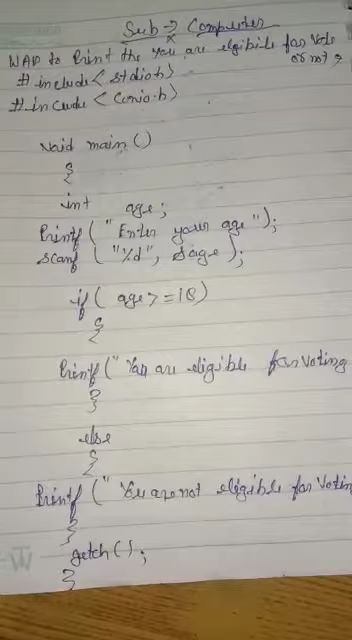 Sub → Computer
WAP to Print the You are eligibile for Vote
or not ?
# include < stdio.h>
# incude < conio.h)
Void main ()
{
int age;
Printf ( " Enter your age " );
scanf ( "%d", &age );
if ( age >= 18)
{
Printf (" You are eligible for Voting
}
else
{
Printf (" You are not eligible for Votin
}
getch ();
}